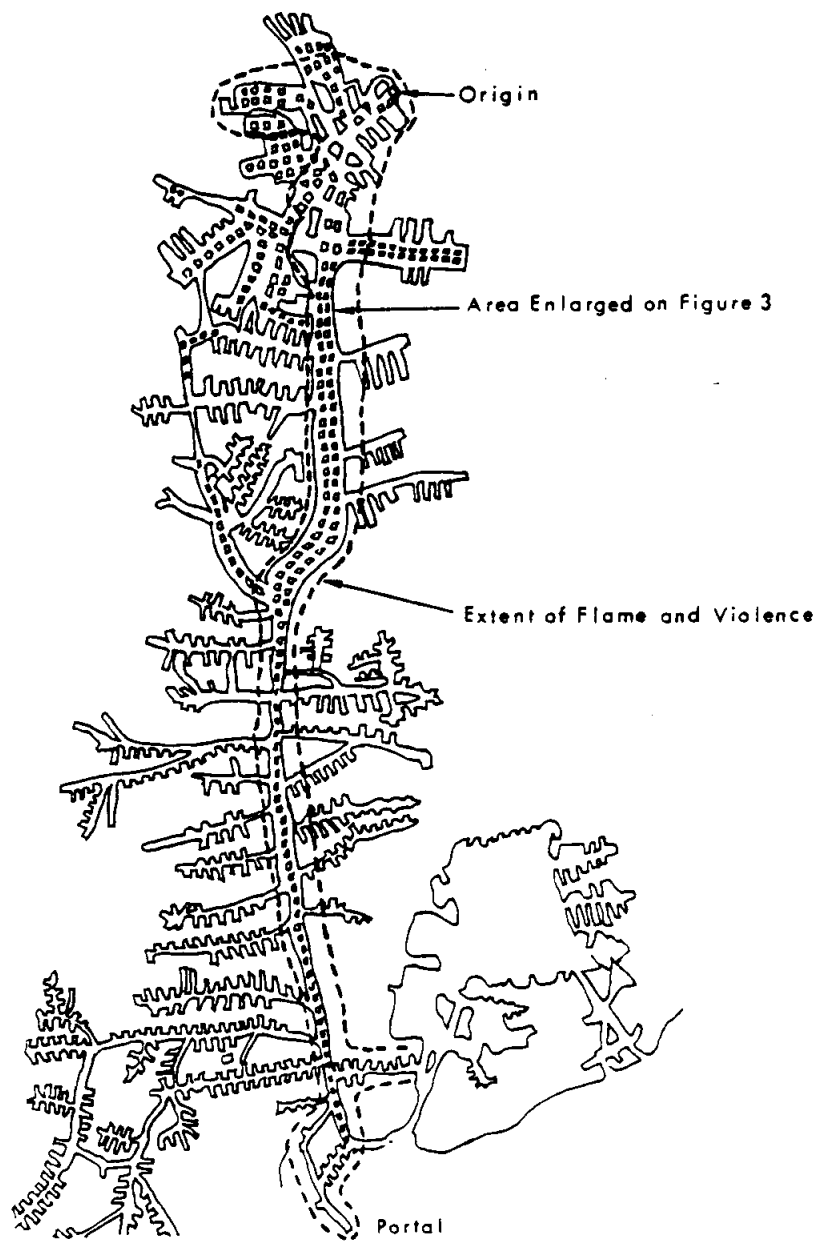 Origin
Area Enlarged on Figure 3
Extent of Flame and Violence
Portal